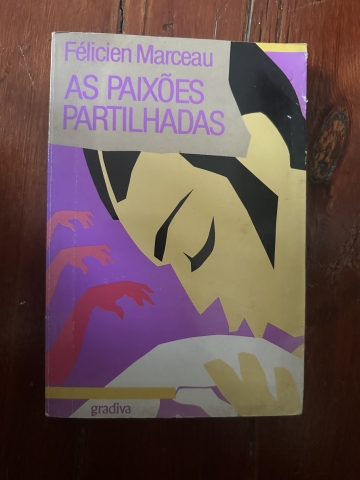 Félicien Marceau
AS PAIXÕES
PARTILHADAS
gradiva